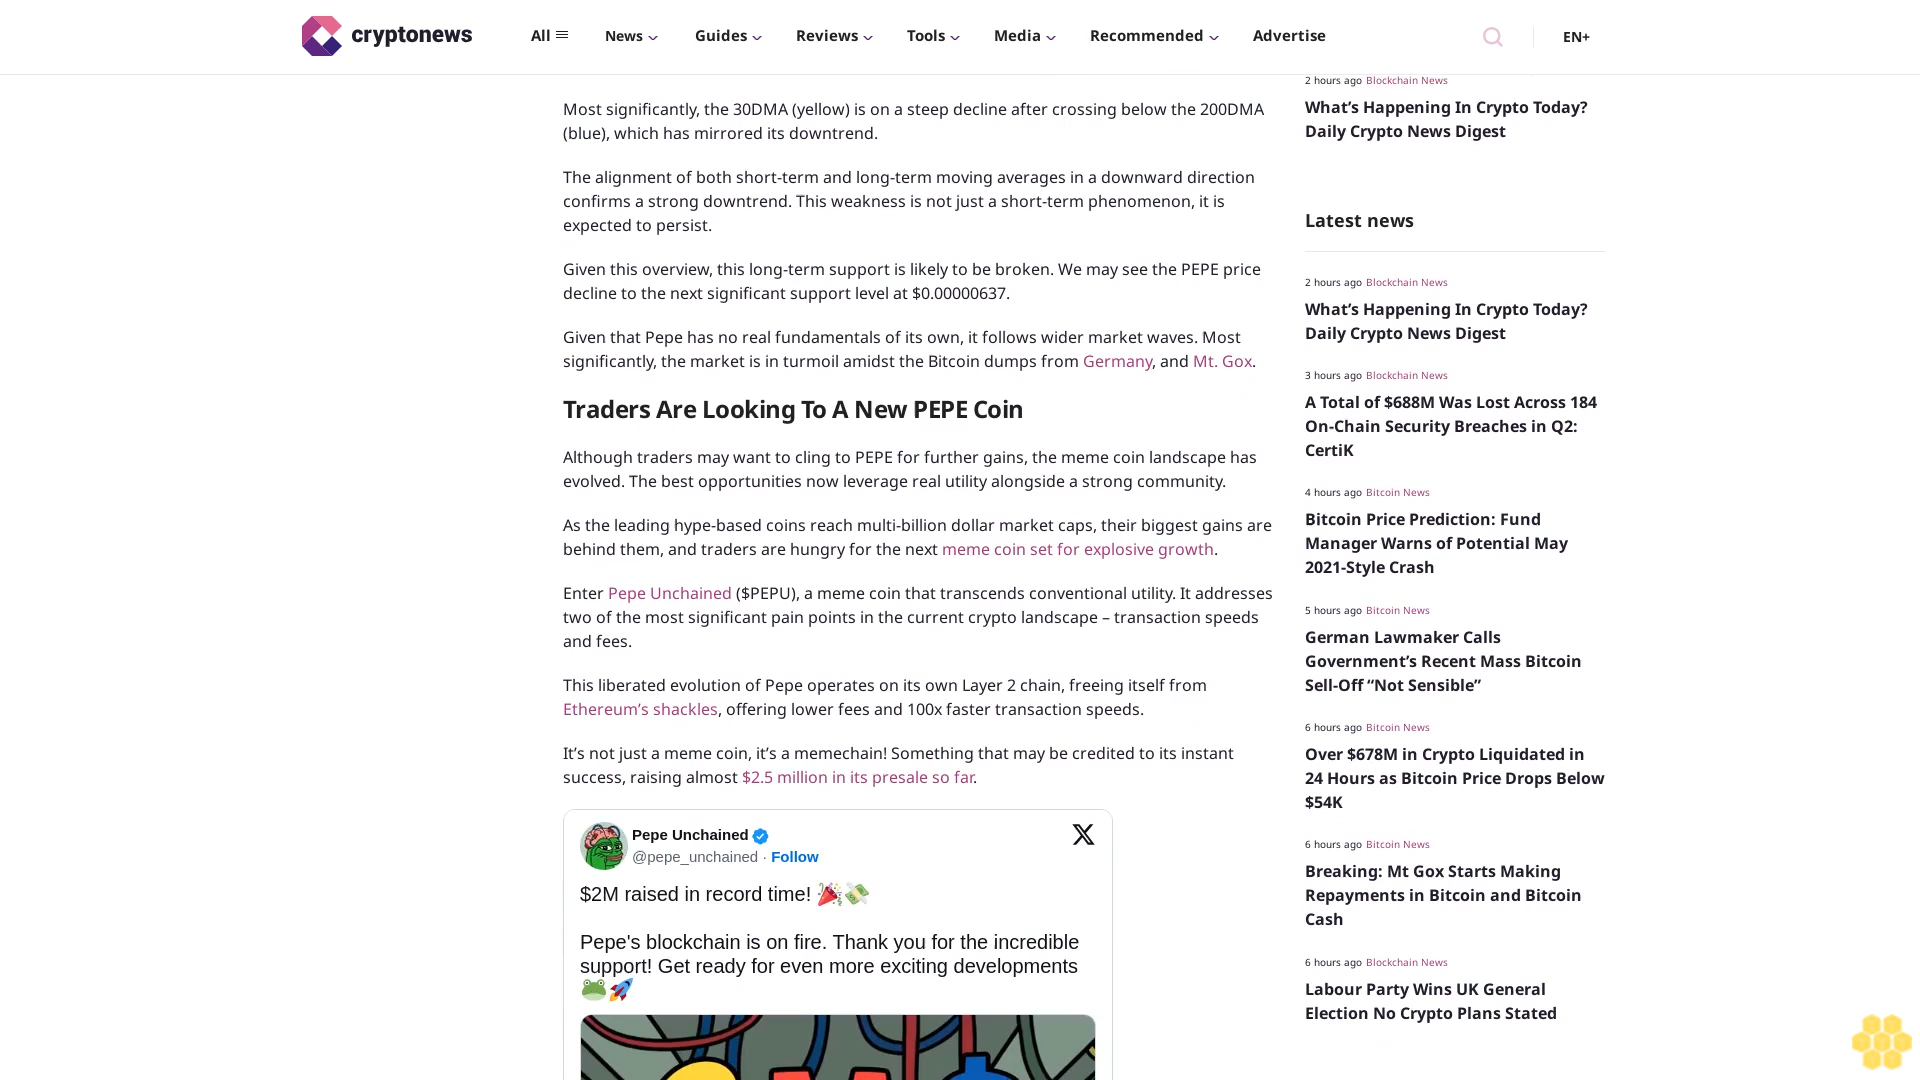 cryptonews
All
News
Guides
Reviews
Tools
Media
Recommended
Advertise
EN+
Most significantly, the 30DMA (yellow) is on a steep decline after crossing below the 200DMA
(blue), which has mirrored its downtrend.
The alignment of both short-term and long-term moving averages in a downward direction
confirms a strong downtrend. This weakness is not just a short-term phenomenon, it is
expected to persist.
Given this overview, this long-term support is likely to be broken. We may see the PEPE price
decline to the next significant support level at $0.00000637.
Given that Pepe has no real fundamentals of its own, it follows wider market waves. Most
significantly, the market is in turmoil amidst the Bitcoin dumps from Germany, and Mt. Gox.
Traders Are Looking To A New PEPE Coin
Although traders may want to cling to PEPE for further gains, the meme coin landscape has
evolved. The best opportunities now leverage real utility alongside a strong community.
As the leading hype-based coins reach multi-billion dollar market caps, their biggest gains are
behind them, and traders are hungry for the next meme coin set for explosive growth.
Enter Pepe Unchained ($PEPU), a meme coin that transcends conventional utility. It addresses
two of the most significant pain points in the current crypto landscape – transaction speeds
and fees.
This liberated evolution of Pepe operates on its own Layer 2 chain, freeing itself from
Ethereum’s shackles, offering lower fees and 100x faster transaction speeds.
It’s not just a meme coin, it’s a memechain! Something that may be credited to its instant
success, raising almost $2.5 million in its presale so far.
Pepe Unchained
@pepe_unchained · Follow
$2M raised in record time! 🎉💸
Pepe's blockchain is on fire. Thank you for the incredible
support! Get ready for even more exciting developments
🐸🚀
2 hours ago Blockchain News
What’s Happening In Crypto Today?
Daily Crypto News Digest
Latest news
2 hours ago Blockchain News
What’s Happening In Crypto Today?
Daily Crypto News Digest
3 hours ago Blockchain News
A Total of $688M Was Lost Across 184
On-Chain Security Breaches in Q2:
CertiK
4 hours ago Bitcoin News
Bitcoin Price Prediction: Fund
Manager Warns of Potential May
2021-Style Crash
5 hours ago Bitcoin News
German Lawmaker Calls
Government’s Recent Mass Bitcoin
Sell-Off “Not Sensible”
6 hours ago Bitcoin News
Over $678M in Crypto Liquidated in
24 Hours as Bitcoin Price Drops Below
$54K
6 hours ago Bitcoin News
Breaking: Mt Gox Starts Making
Repayments in Bitcoin and Bitcoin
Cash
6 hours ago Blockchain News
Labour Party Wins UK General
Election No Crypto Plans Stated